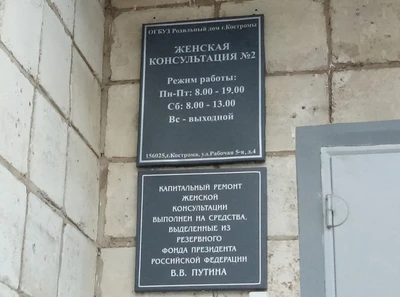 ОГБУЗ Родильный дом г.Костромы
ЖЕНСКАЯ
КОНСУЛЬТАЦИЯ №2
Режим работы:
Пн-Пт: 8.00 - 19.00
Сб: 8.00 - 13.00
Вс - выходной
156025,г.Кострома, ул.Рабочая 5-я, д.4
КАПИТАЛЬНЫЙ РЕМОНТ
ЖЕНСКОЙ
КОНСУЛЬТАЦИИ
ВЫПОЛНЕН НА СРЕДСТВА,
ВЫДЕЛЕННЫЕ ИЗ
РЕЗЕРВНОГО
ФОНДА ПРЕЗИДЕНТА
РОССИЙСКОЙ ФЕДЕРАЦИИ
В.В. ПУТИНА